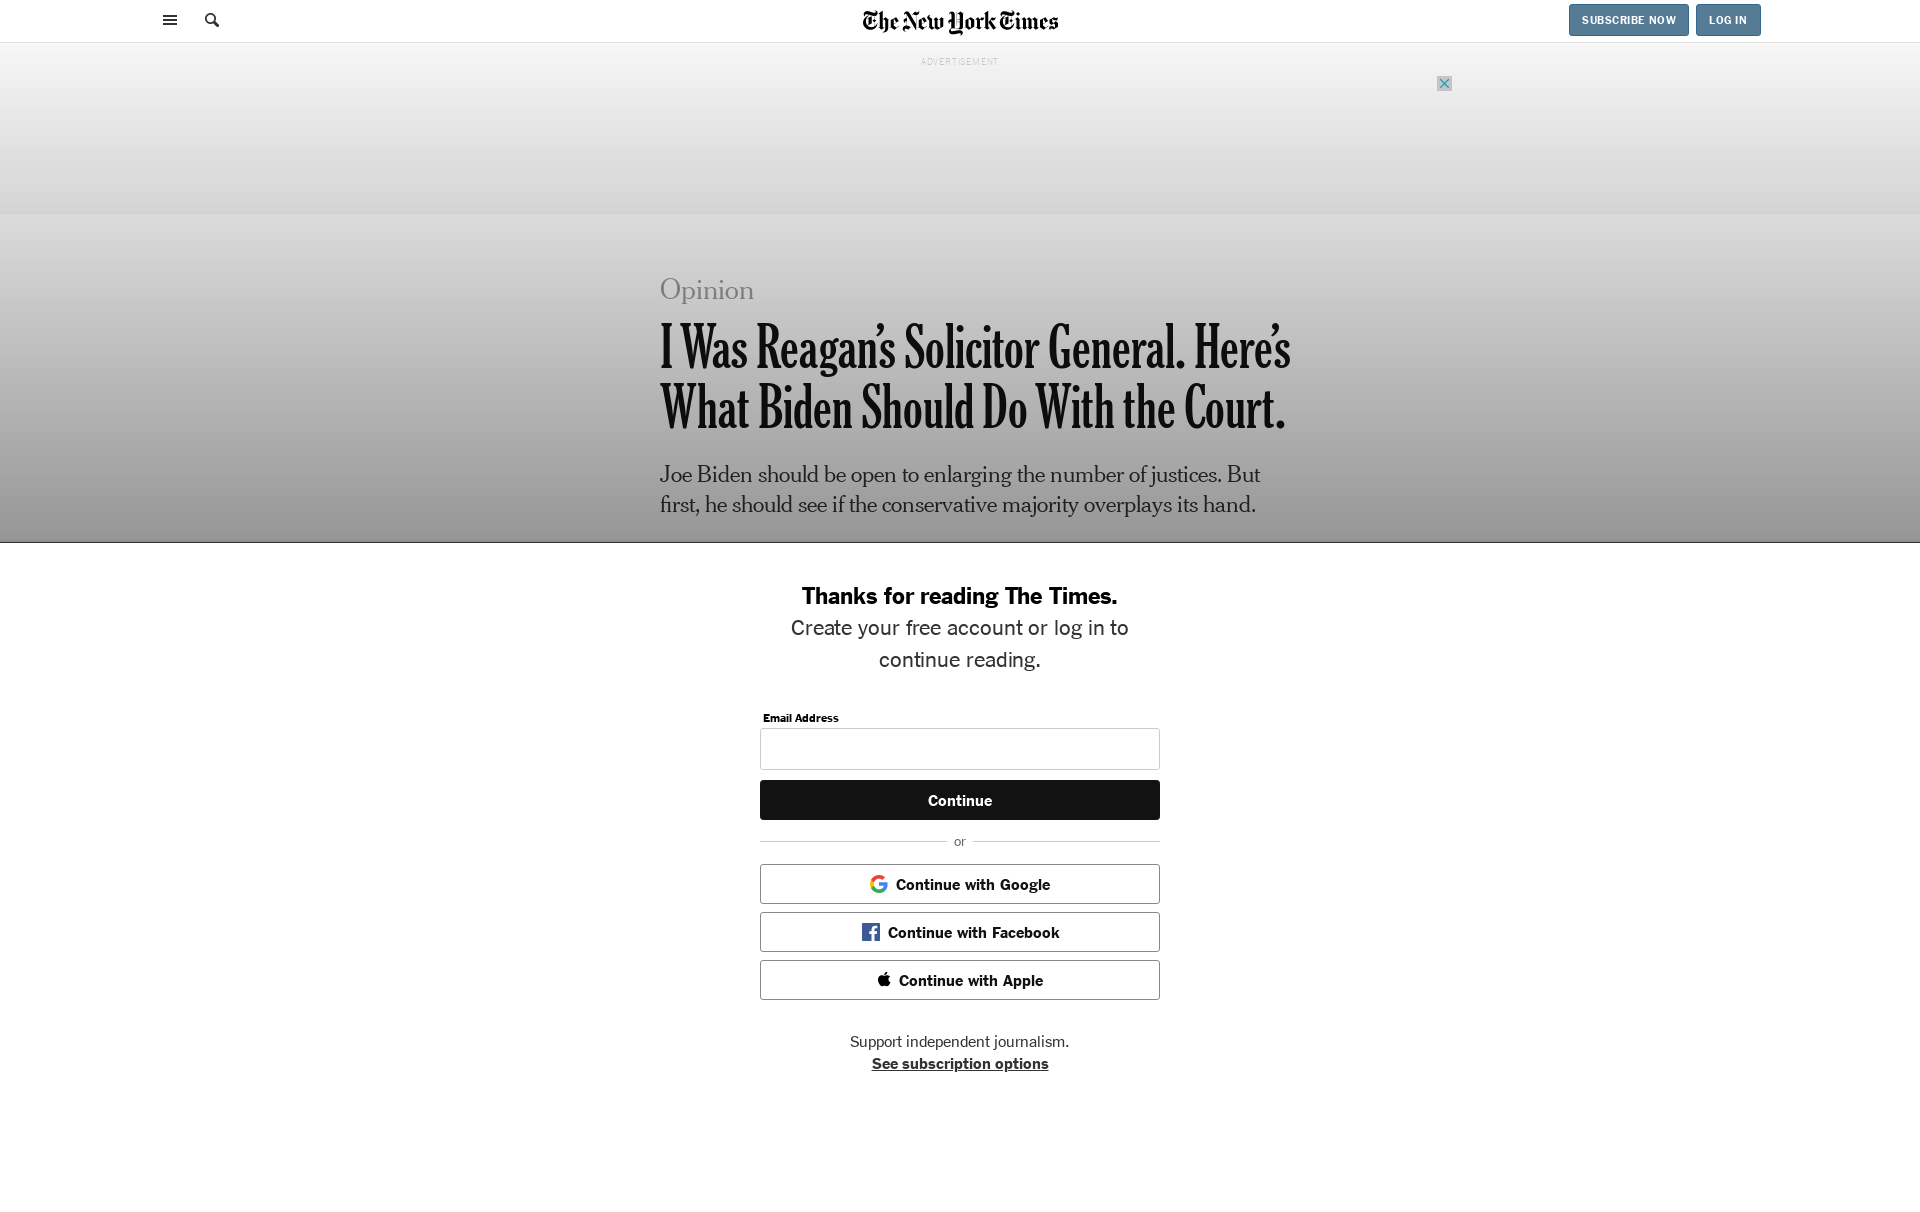 The New York Times
SUBSCRIBE NOW
LOG IN
ADVERTISEMENT
Opinion
I Was Reagan’s Solicitor General. Here’s
What Biden Should Do With the Court.
Joe Biden should be open to enlarging the number of justices. But
first, he should see if the conservative majority overplays its hand.
Thanks for reading The Times.
Create your free account or log in to
continue reading.
Email Address
Continue
or
Continue with Google
Continue with Facebook
Continue with Apple
Support independent journalism.
See subscription options